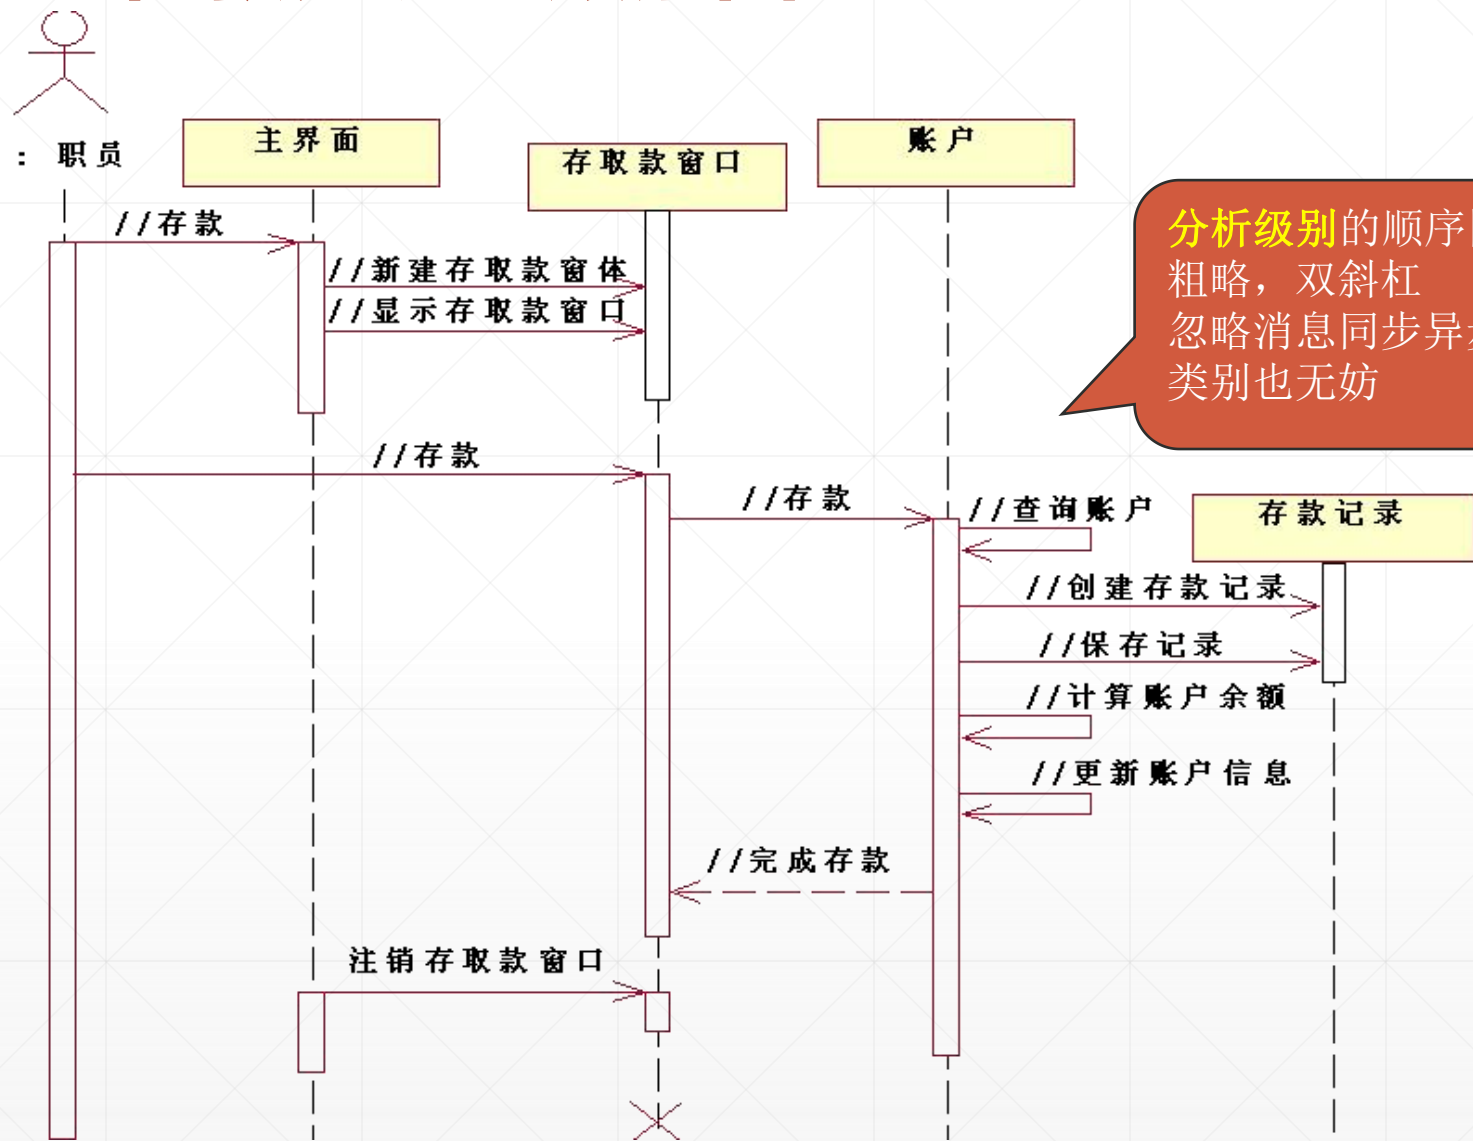 : 职员
主界面
存取款窗口
账户
//存款
//新建存取款窗体
//显示存取款窗口
分析级别的顺序
粗略，双斜杠
忽略消息同步异
类别也无妨
//存款
//存款
//查询账户
存款记录
//创建存款记录
//保存记录
//计算账户余额
//更新账户信息
//完成存款
注销存取款窗口